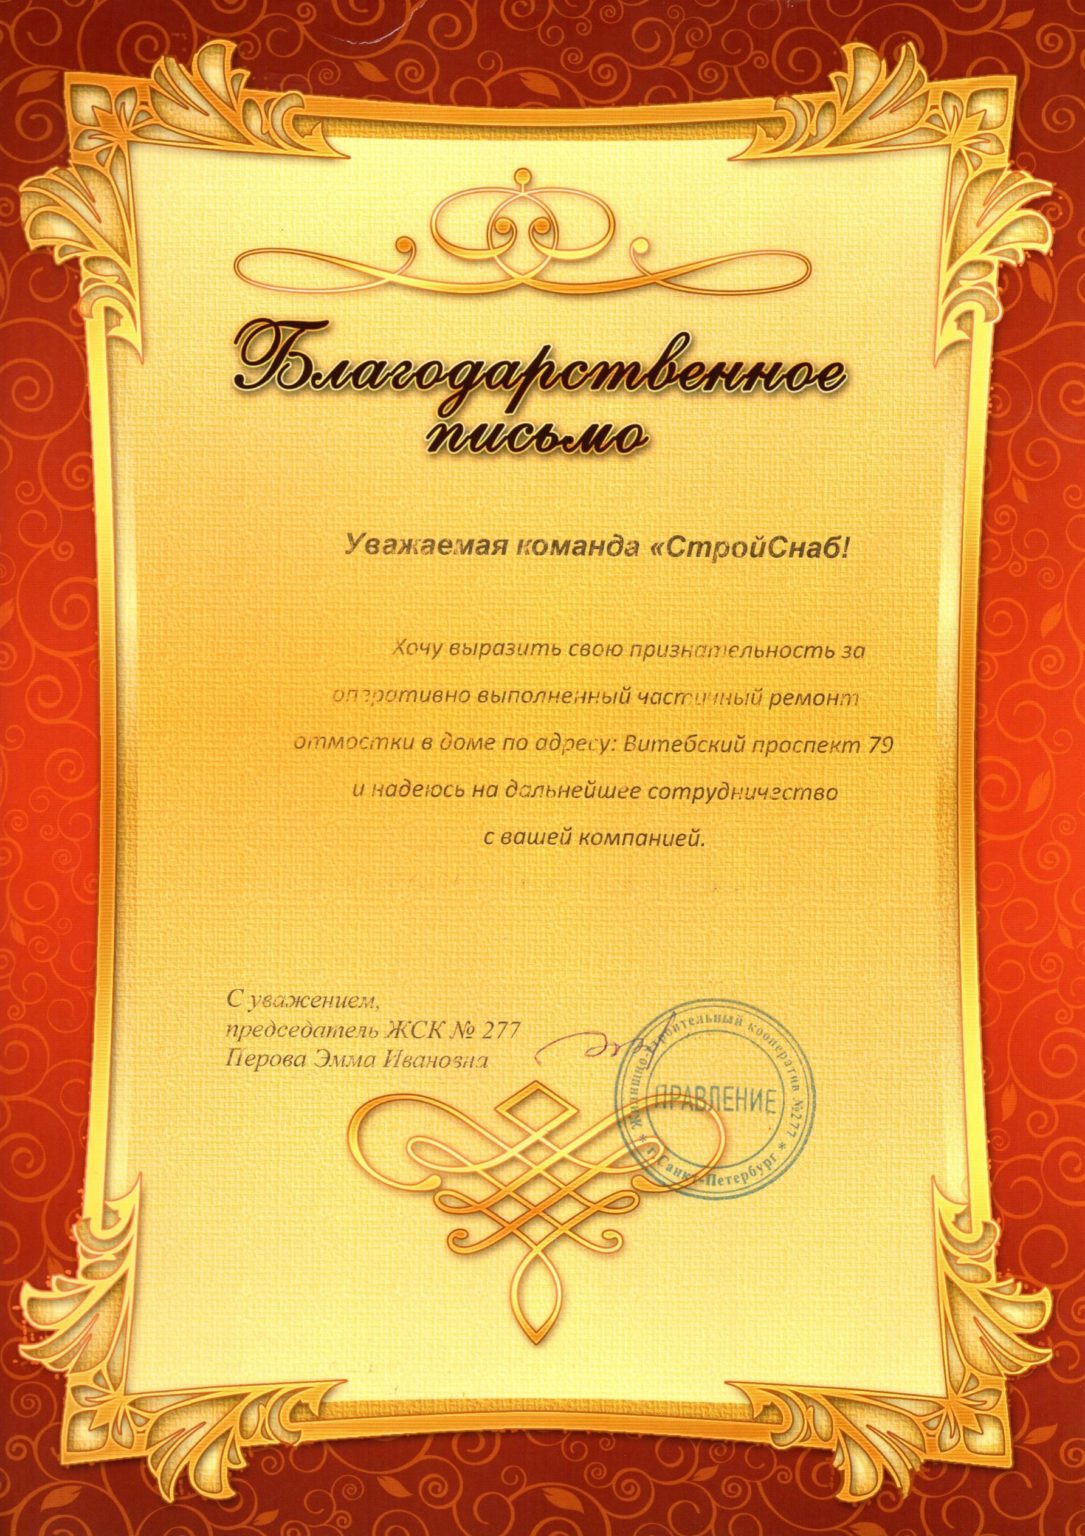 Благодарственное
письмо
Уважаемая команда «СтройСнаб!
Хочу выразить свою признательность за
оперативно выполненный частичный ремонт
отмостки в доме по адресу: Витебский проспект 79
и надеюсь на дальнейшее сотрудничество
с вашей компанией.
С уважением,
председатель ЖСК № 277
Перова Эмма Ивановна
Жилищно-строительный кооператив №277
ПРАВЛЕНИЕ
* г. Санкт-Петербург *